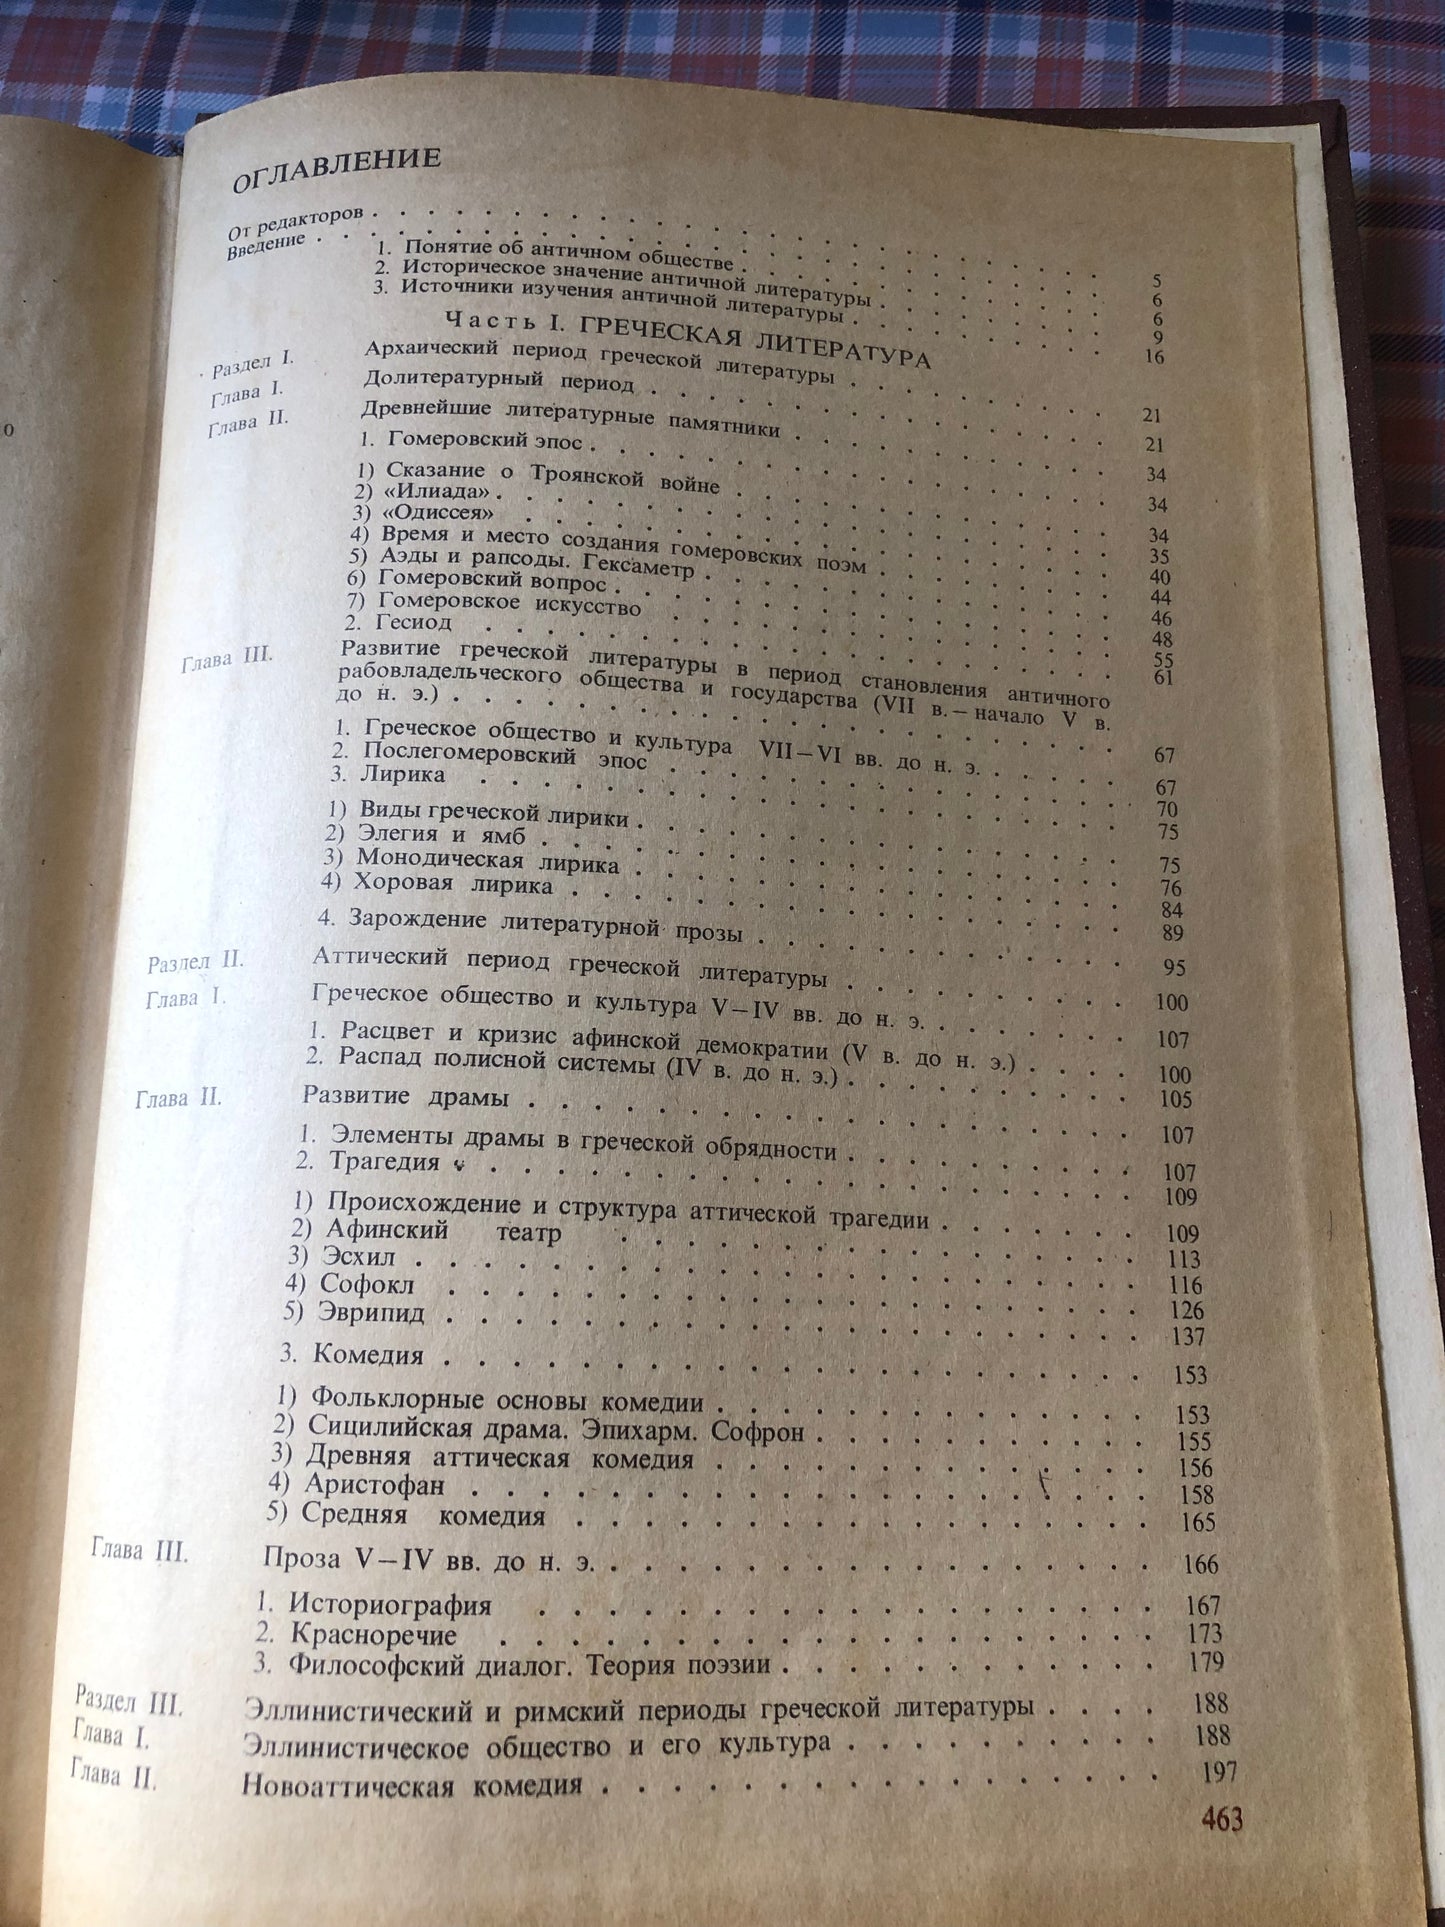 ОГЛАВЛЕНИЕ
От редакторов . . . . . 5
Введение . . . . . 6
1. Понятие об античном обществе . . . . . 6
2. Историческое значение античной литературы . . . . . 9
3. Источники изучения античной литературы . . . . . 16
Часть I. ГРЕЧЕСКАЯ ЛИТЕРАТУРА
Раздел I. Архаический период греческой литературы . . . . . 21
Глава I. Долитературный период . . . . . 21
Глава II. Древнейшие литературные памятники . . . . . 34
1. Гомеровский эпос . . . . . 34
1) Сказание о Троянской войне . . . . . 34
2) «Илиада» . . . . . 35
3) «Одиссея» . . . . . 40
4) Время и место создания гомеровских поэм . . . . . 44
5) Аэды и рапсоды. Гексаметр . . . . . 46
6) Гомеровский вопрос . . . . . 48
7) Гомеровское искусство . . . . . 55
2. Гесиод . . . . . 61
Глава III. Развитие греческой литературы в период становления античного
рабовладельческого общества и государства (VII в. – начало V в.
до н. э.) . . . . . 67
1. Греческое общество и культура VII – VI вв. до н. э. . . . . . 67
2. Послегомеровский эпос . . . . . 70
3. Лирика . . . . . 75
1) Виды греческой лирики . . . . . 75
2) Элегия и ямб . . . . . 76
3) Монодическая лирика . . . . . 84
4) Хоровая лирика . . . . . 89
4. Зарождение литературной прозы . . . . . 95
Раздел II. Аттический период греческой литературы . . . . . 100
Глава I. Греческое общество и культура V – IV вв. до н. э. . . . . . 107
1. Расцвет и кризис афинской демократии (V в. до н. э.) . . . . . 100
2. Распад полисной системы (IV в. до н. э.) . . . . . 105
Глава II. Развитие драмы . . . . . 107
1. Элементы драмы в греческой обрядности . . . . . 107
2. Трагедия . . . . . 109
1) Происхождение и структура аттической трагедии . . . . . 109
2) Афинский театр . . . . . 113
3) Эсхил . . . . . 116
4) Софокл . . . . . 126
5) Эврипид . . . . . 137
3. Комедия . . . . . 153
1) Фольклорные основы комедии . . . . . 153
2) Сицилийская драма. Эпихарм. Софрон . . . . . 155
3) Древняя аттическая комедия . . . . . 156
4) Аристофан . . . . . 158
5) Средняя комедия . . . . . 165
Глава III. Проза V – IV вв. до н. э. . . . . . 166
1. Историография . . . . . 167
2. Красноречие . . . . . 173
3. Философский диалог. Теория поэзии . . . . . 179
Раздел III. Эллинистический и римский периоды греческой литературы . . . . 188
Глава I. Эллинистическое общество и его культура . . . . . 188
Глава II. Новоаттическая комедия . . . . . 197
463
о